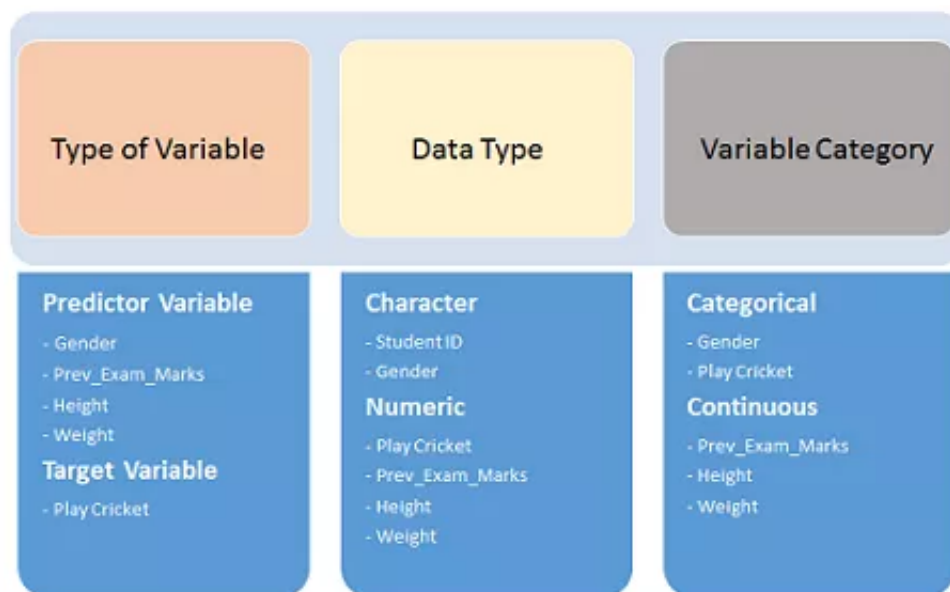 Type of Variable
Data Type
Variable Category
Predictor Variable
- Gender
- Prev_Exam_Marks
- Height
- Weight
Target Variable
- Play Cricket
Character
- Student ID
- Gender
Numeric
- Play Cricket
- Prev_Exam_Marks
- Height
- Weight
Categorical
- Gender
- Play Cricket
Continuous
- Prev_Exam_Marks
- Height
- Weight